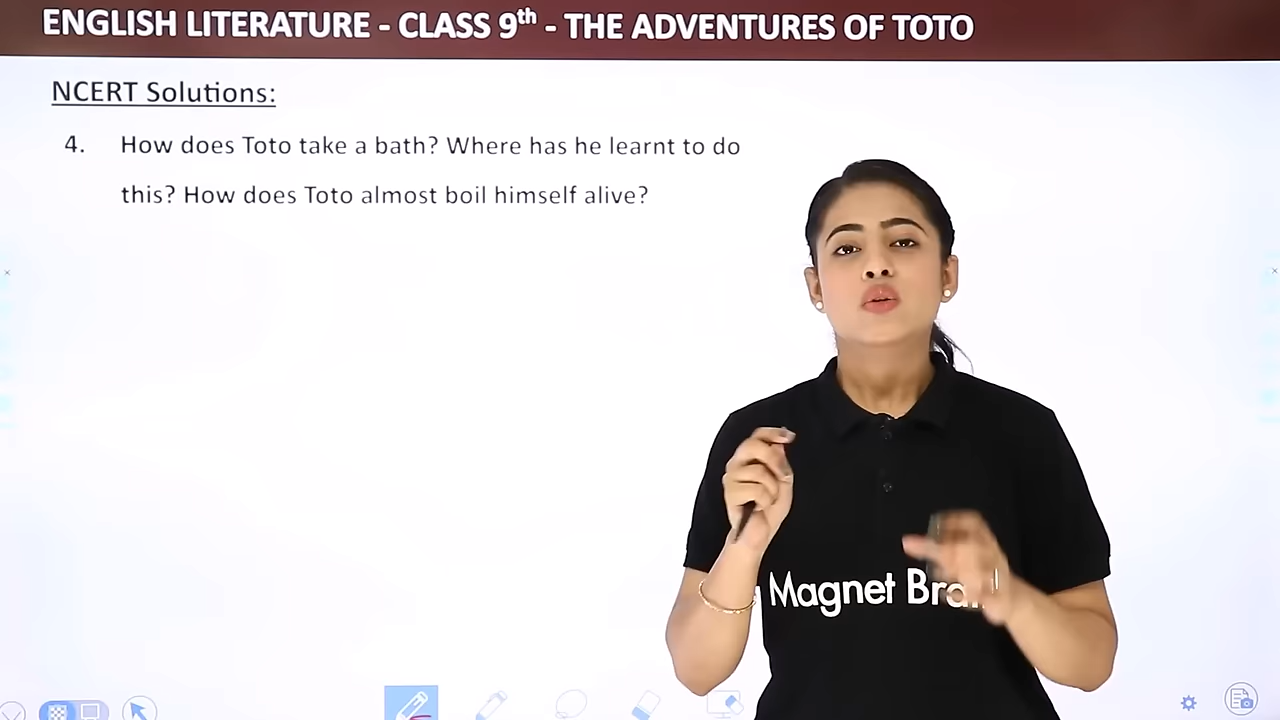 ENGLISH LITERATURE - CLASS 9th - THE ADVENTURES OF TOTO
NCERT Solutions:
4. How does Toto take a bath? Where has he learnt to do
this? How does Toto almost boil himself alive?
Magnet